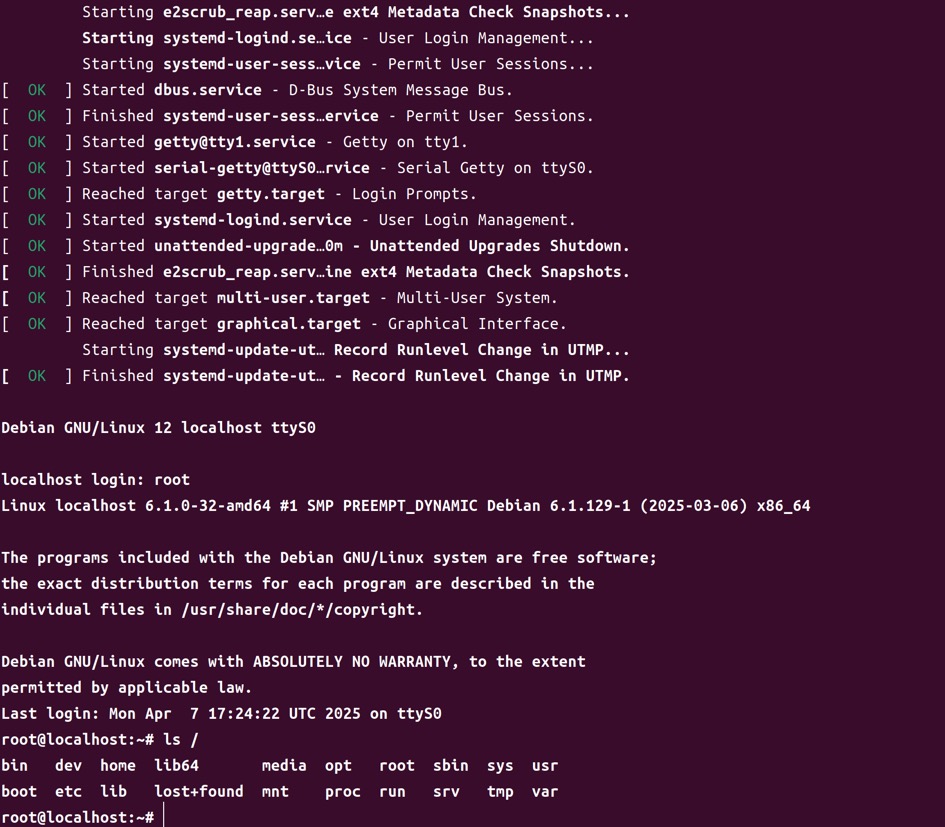 Starting e2scrub_reap.serv…e ext4 Metadata Check Snapshots...
         Starting systemd-logind.se…ice - User Login Management...
         Starting systemd-user-sess…vice - Permit User Sessions...
[  OK  ] Started dbus.service - D-Bus System Message Bus.
[  OK  ] Finished systemd-user-sess…ervice - Permit User Sessions.
[  OK  ] Started getty@tty1.service - Getty on tty1.
[  OK  ] Started serial-getty@ttyS0…rvice - Serial Getty on ttyS0.
[  OK  ] Reached target getty.target - Login Prompts.
[  OK  ] Started systemd-logind.service - User Login Management.
[  OK  ] Started unattended-upgrade…0m - Unattended Upgrades Shutdown.
[  OK  ] Finished e2scrub_reap.serv…ine ext4 Metadata Check Snapshots.
[  OK  ] Reached target multi-user.target - Multi-User System.
[  OK  ] Reached target graphical.target - Graphical Interface.
         Starting systemd-update-ut… Record Runlevel Change in UTMP...
[  OK  ] Finished systemd-update-ut… - Record Runlevel Change in UTMP.

Debian GNU/Linux 12 localhost ttyS0

localhost login: root
Linux localhost 6.1.0-32-amd64 #1 SMP PREEMPT_DYNAMIC Debian 6.1.129-1 (2025-03-06) x86_64

The programs included with the Debian GNU/Linux system are free software;
the exact distribution terms for each program are described in the
individual files in /usr/share/doc/*/copyright.

Debian GNU/Linux comes with ABSOLUTELY NO WARRANTY, to the extent
permitted by applicable law.
Last login: Mon Apr  7 17:24:22 UTC 2025 on ttyS0
root@localhost:~# ls /
bin   dev  home  lib64       media  opt   root  sbin  sys  usr
boot  etc  lib   lost+found  mnt    proc  run   srv   tmp  var
root@localhost:~#